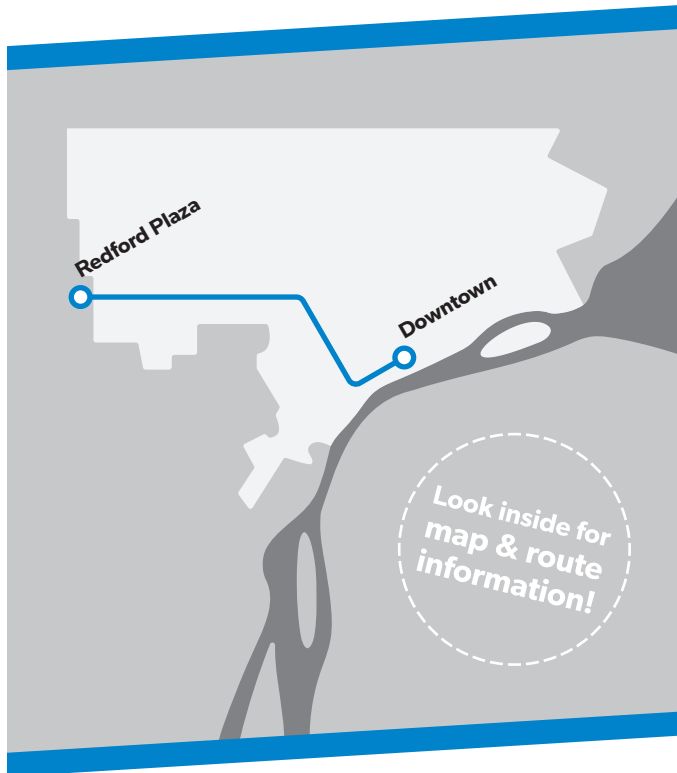 Redford Plaza
Downtown
Look inside for
map & route
information!